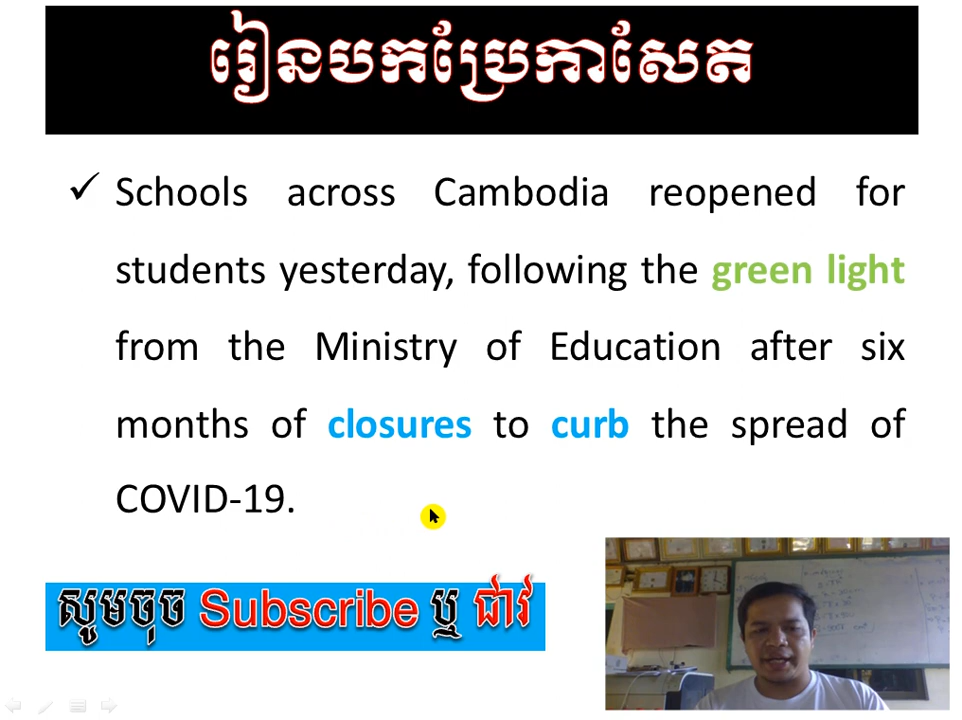 រៀនបកប្រែកាសែត
✓ Schools across Cambodia reopened for
students yesterday, following the green light
from the Ministry of Education after six
months of closures to curb the spread of
COVID-19.
សូមចុច Subscribe ឬ ជាវ